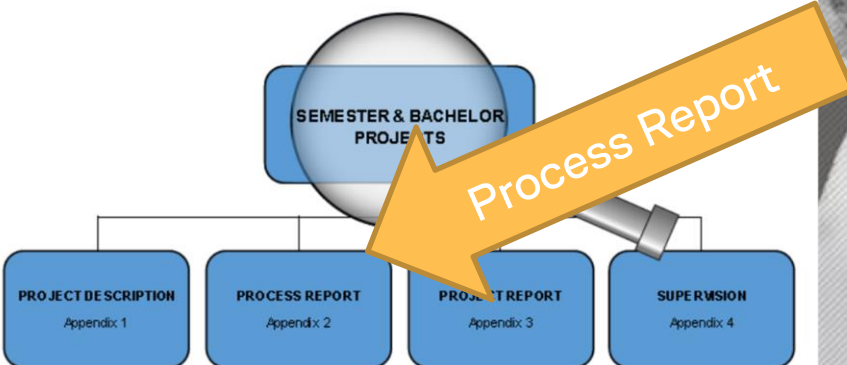 SEMESTER & BACHELOR
PROJECTS
Process Report
PROJECT DESCRIPTION
Appendix 1
PROCESS REPORT
Appendix 2
PROJECT REPORT
Appendix 3
SUPERVISION
Appendix 4